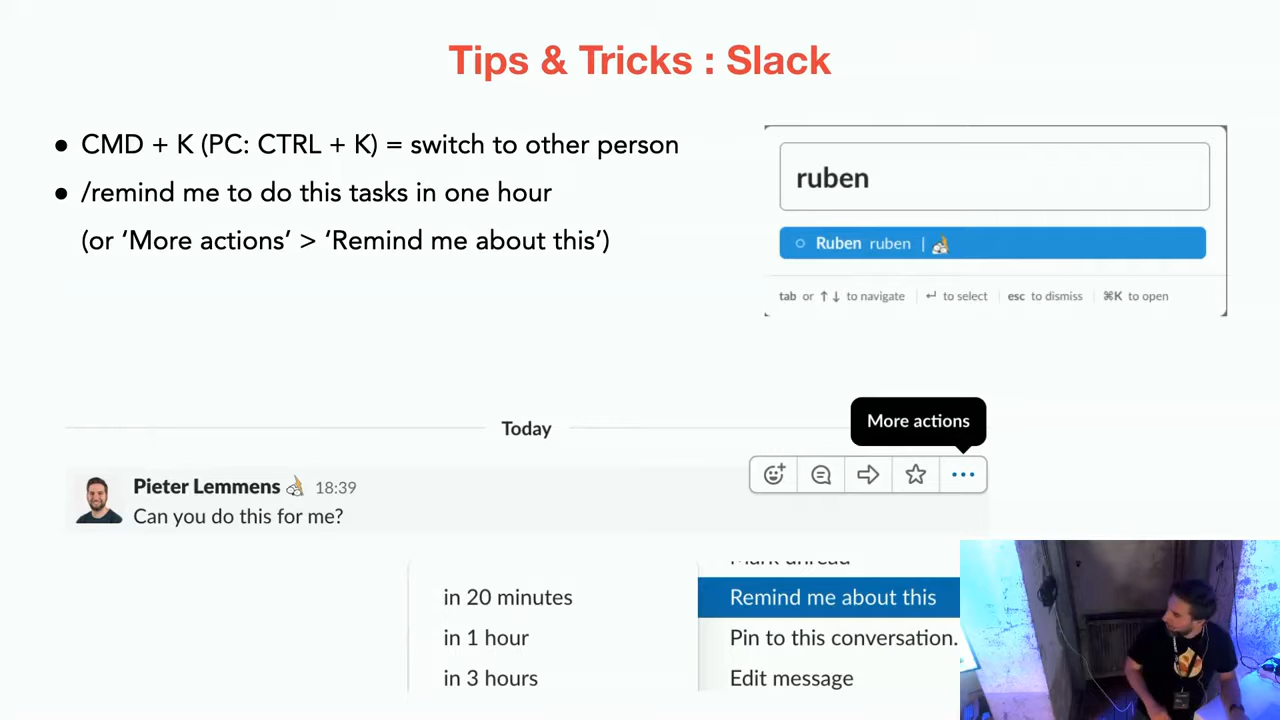 Tips & Tricks : Slack
● CMD + K (PC: CTRL + K) = switch to other person
● /remind me to do this tasks in one hour
(or ‘More actions’ > ‘Remind me about this’)
ruben
Ruben ruben |
tab or ↑ ↓ to navigate ↵ to select esc to dismiss ⌘K to open
Today
More actions
Pieter Lemmens 18:39
Can you do this for me?
Mark unread
in 20 minutes
in 1 hour
in 3 hours
Remind me about this
Pin to this conversation.
Edit message